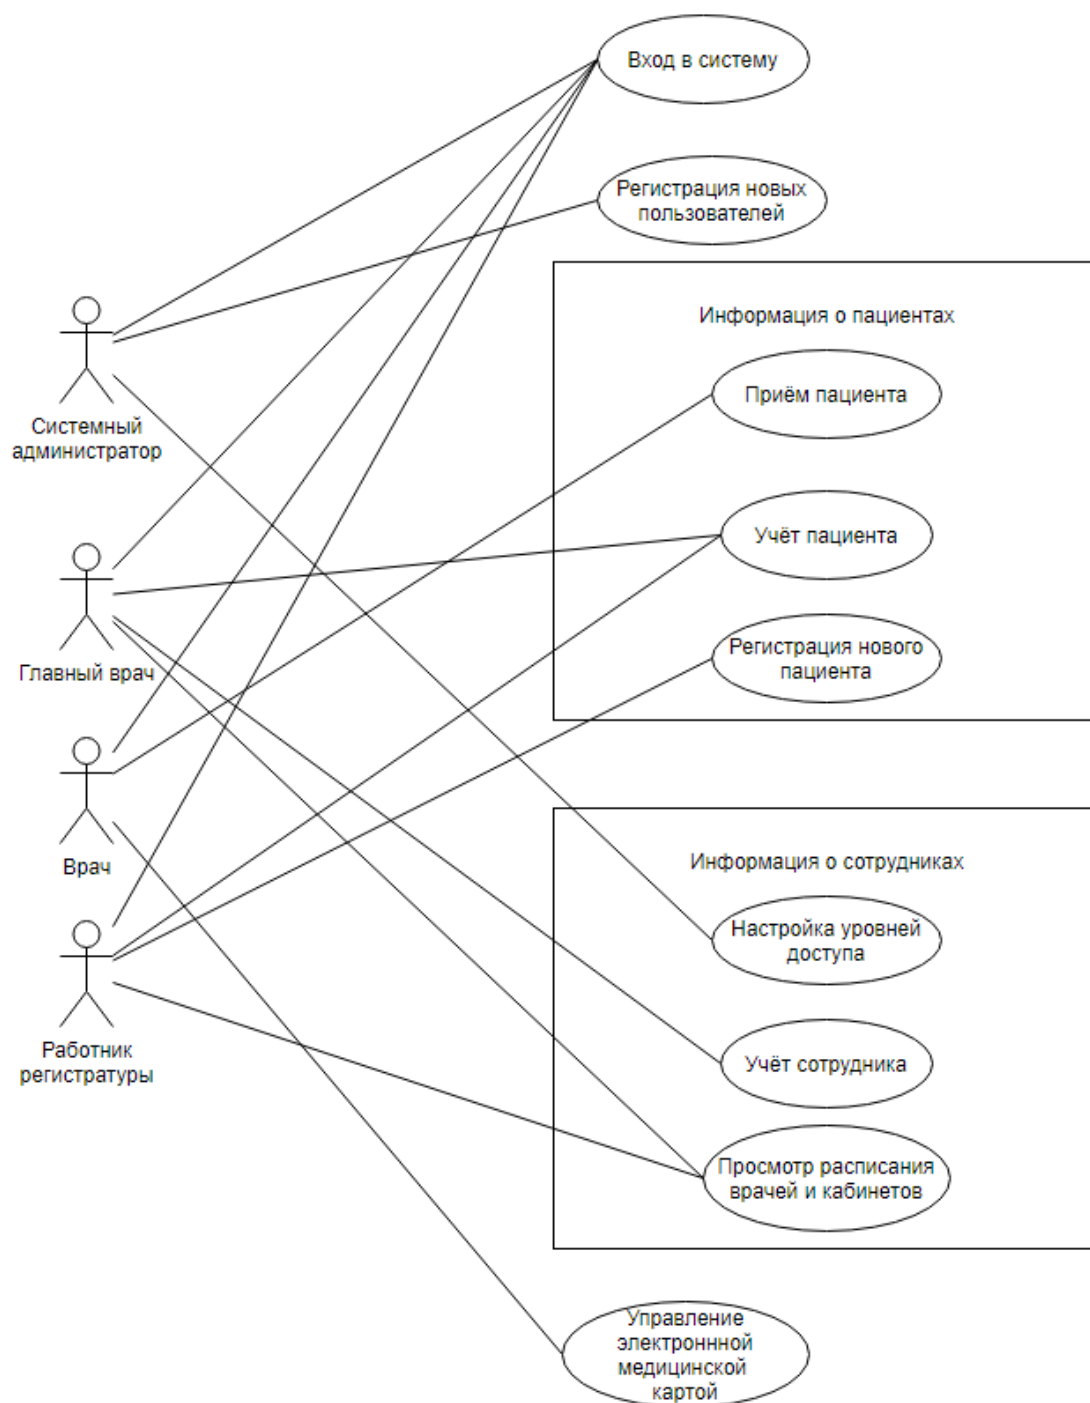 Вход в систему
Регистрация новых
пользователей
Информация о пациентах
Приём пациента
Системный
администратор
Учёт пациента
Регистрация нового
пациента
Главный врач
Врач
Информация о сотрудниках
Настройка уровней
доступа
Работник
регистратуры
Учёт сотрудника
Просмотр расписания
врачей и кабинетов
Управление
электроннной
медицинской
картой